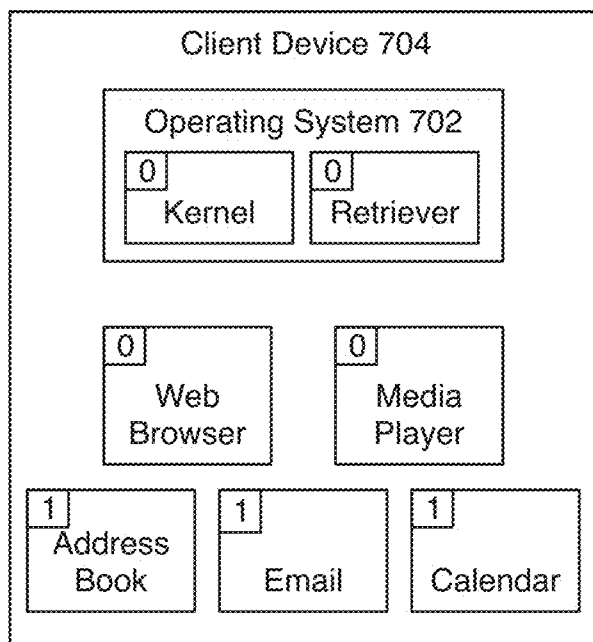 Client Device 704
Operating System 702
0
Kernel
0
Retriever
0
Web
Browser
0
Media
Player
1
Address
Book
1
Email
1
Calendar